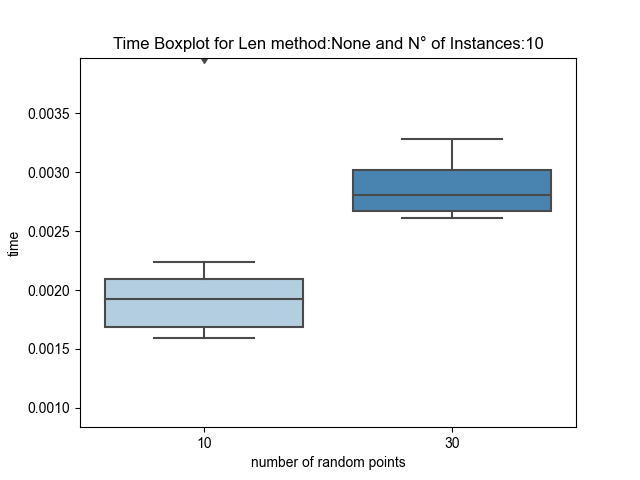 Time Boxplot for Len method:None and N° of Instances:10
time
0.0035
0.0030
0.0025
0.0020
0.0015
0.0010
10
30
number of random points